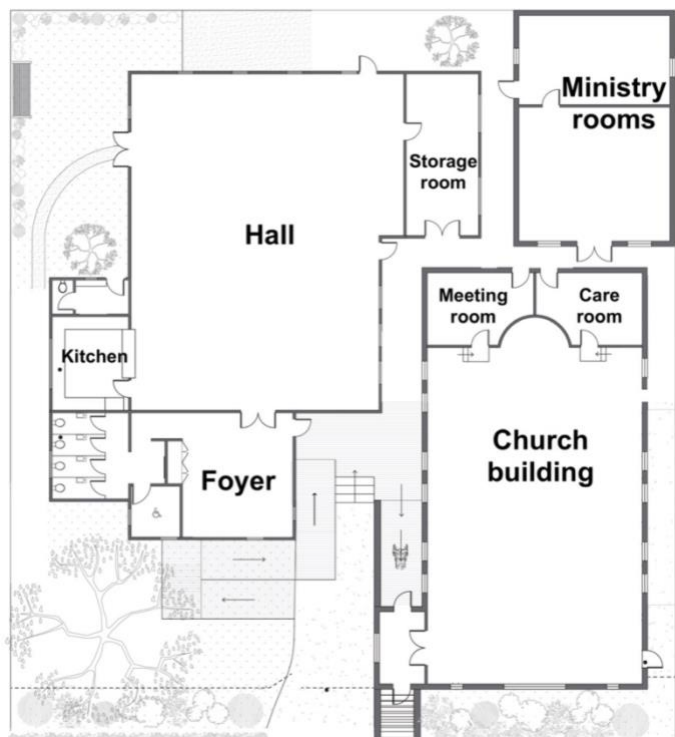 Ministry
rooms
Storage
room
Hall
Meeting
room
Care
room
Kitchen
Church
building
Foyer